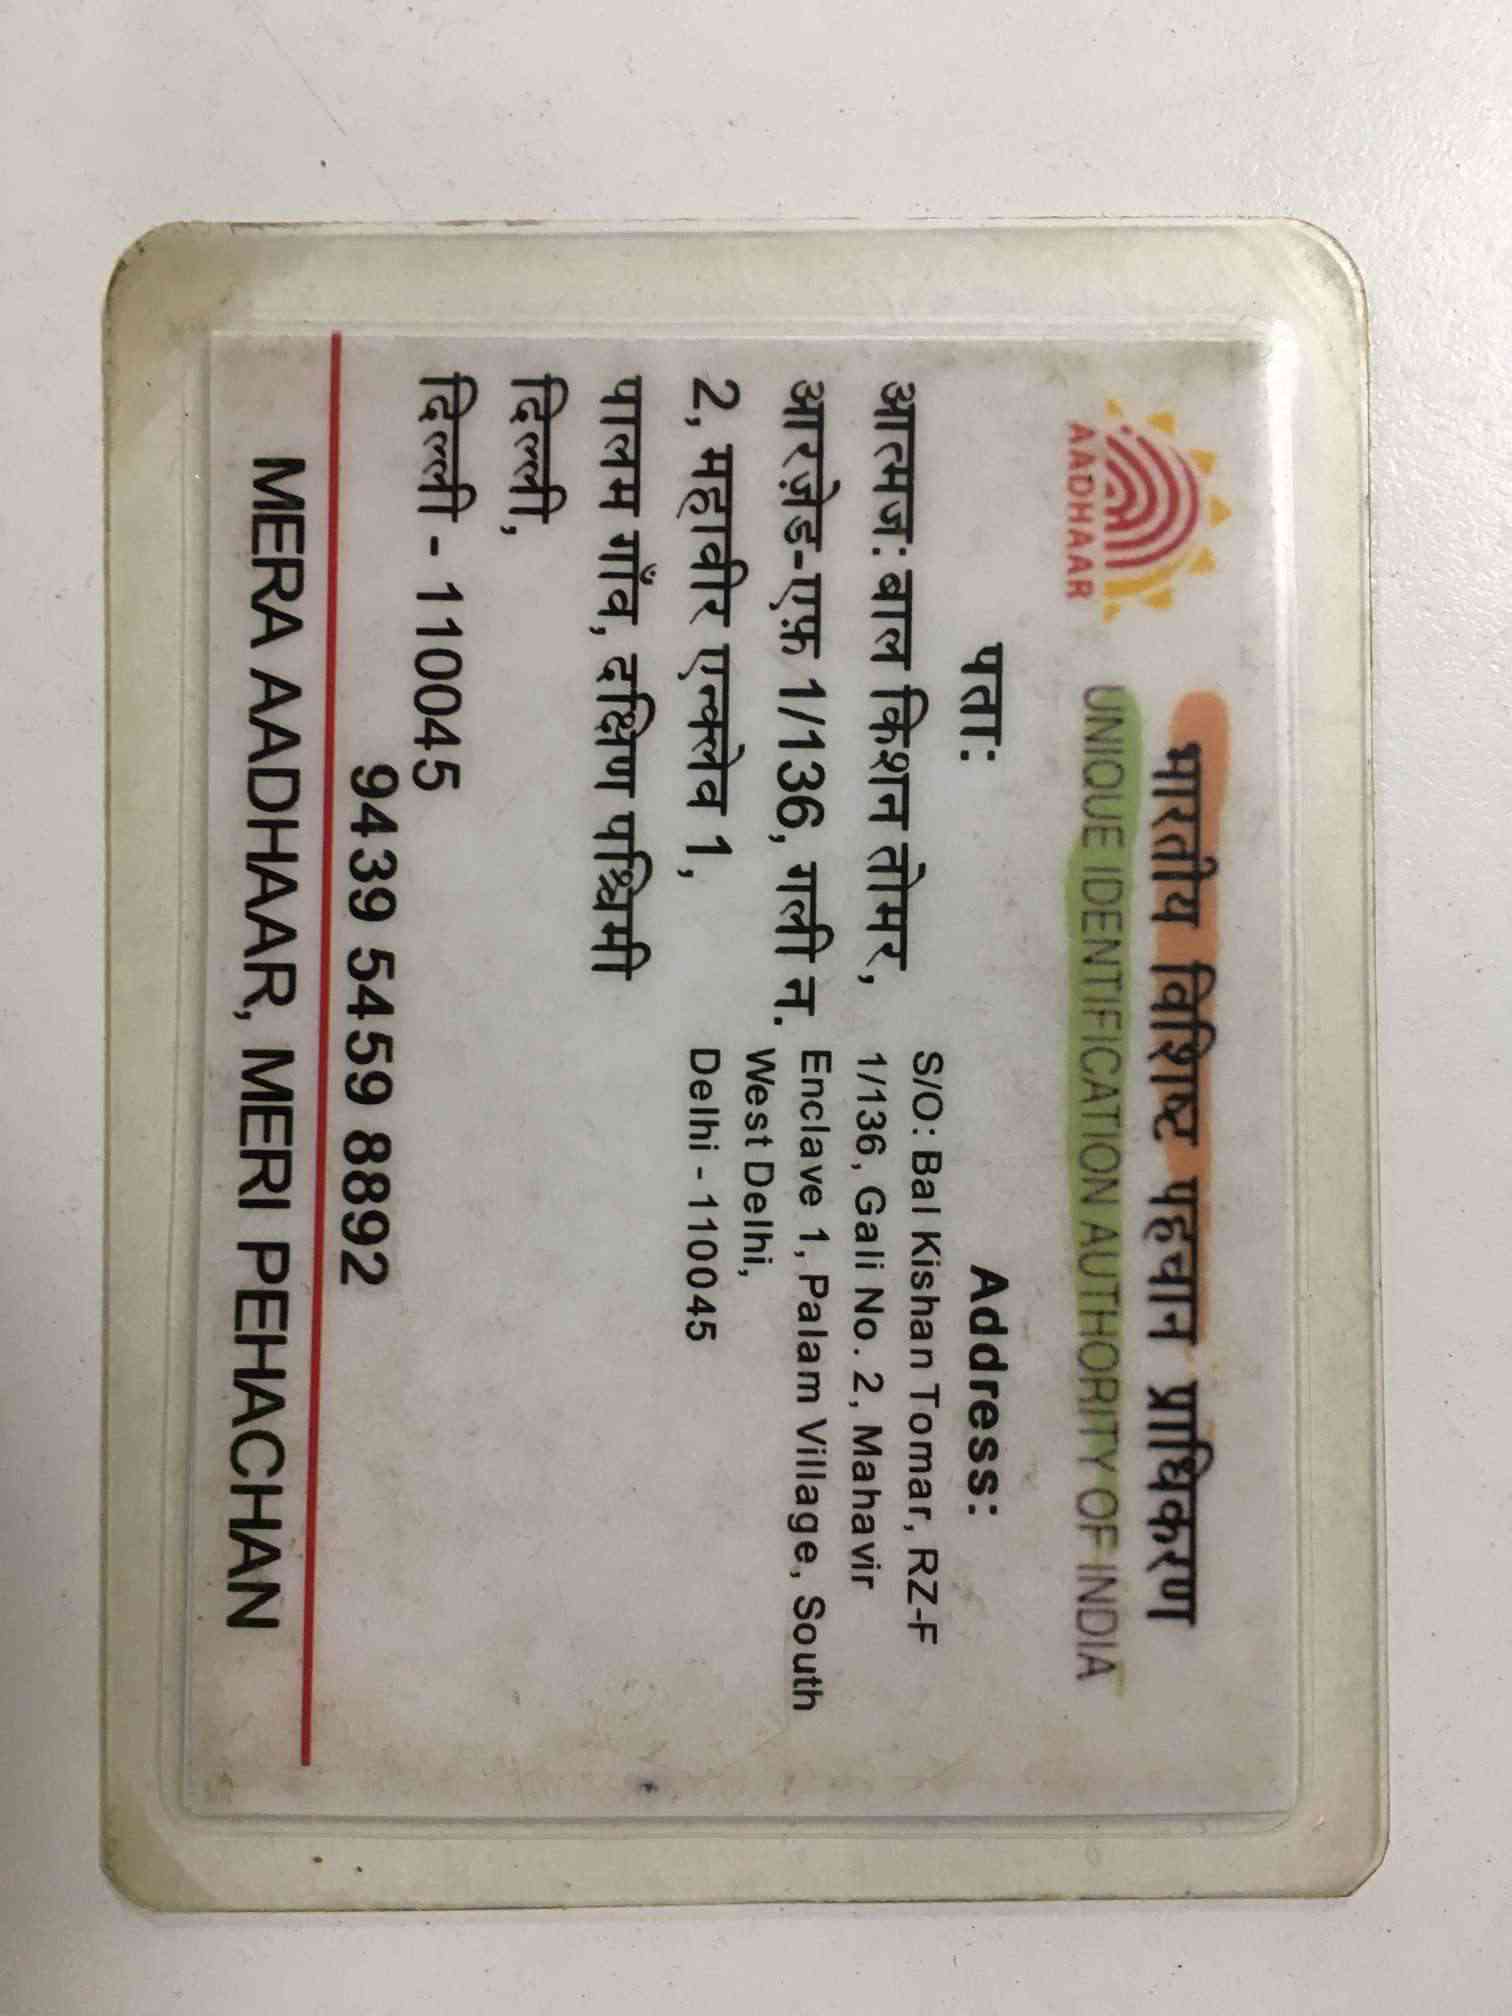 भारतीय विशिष्ट पहचान प्राधिकरण
UNIQUE IDENTIFICATION AUTHORITY OF INDIA
AADHAAR
पता:
आत्मज: बाल किशन तोमर,
आरज़ेड-एफ़ 1/136, गली न.
2, महावीर एन्क्लेव 1,
पालम गाँव, दक्षिण पश्चिमी
दिल्ली,
दिल्ली - 110045
Address:
S/O: Bal Kishan Tomar, RZ-F
1/136, Gali No. 2, Mahavir
Enclave 1, Palam Village, South
West Delhi,
Delhi - 110045
9439 5459 8892
MERA AADHAAR, MERI PEHACHAN